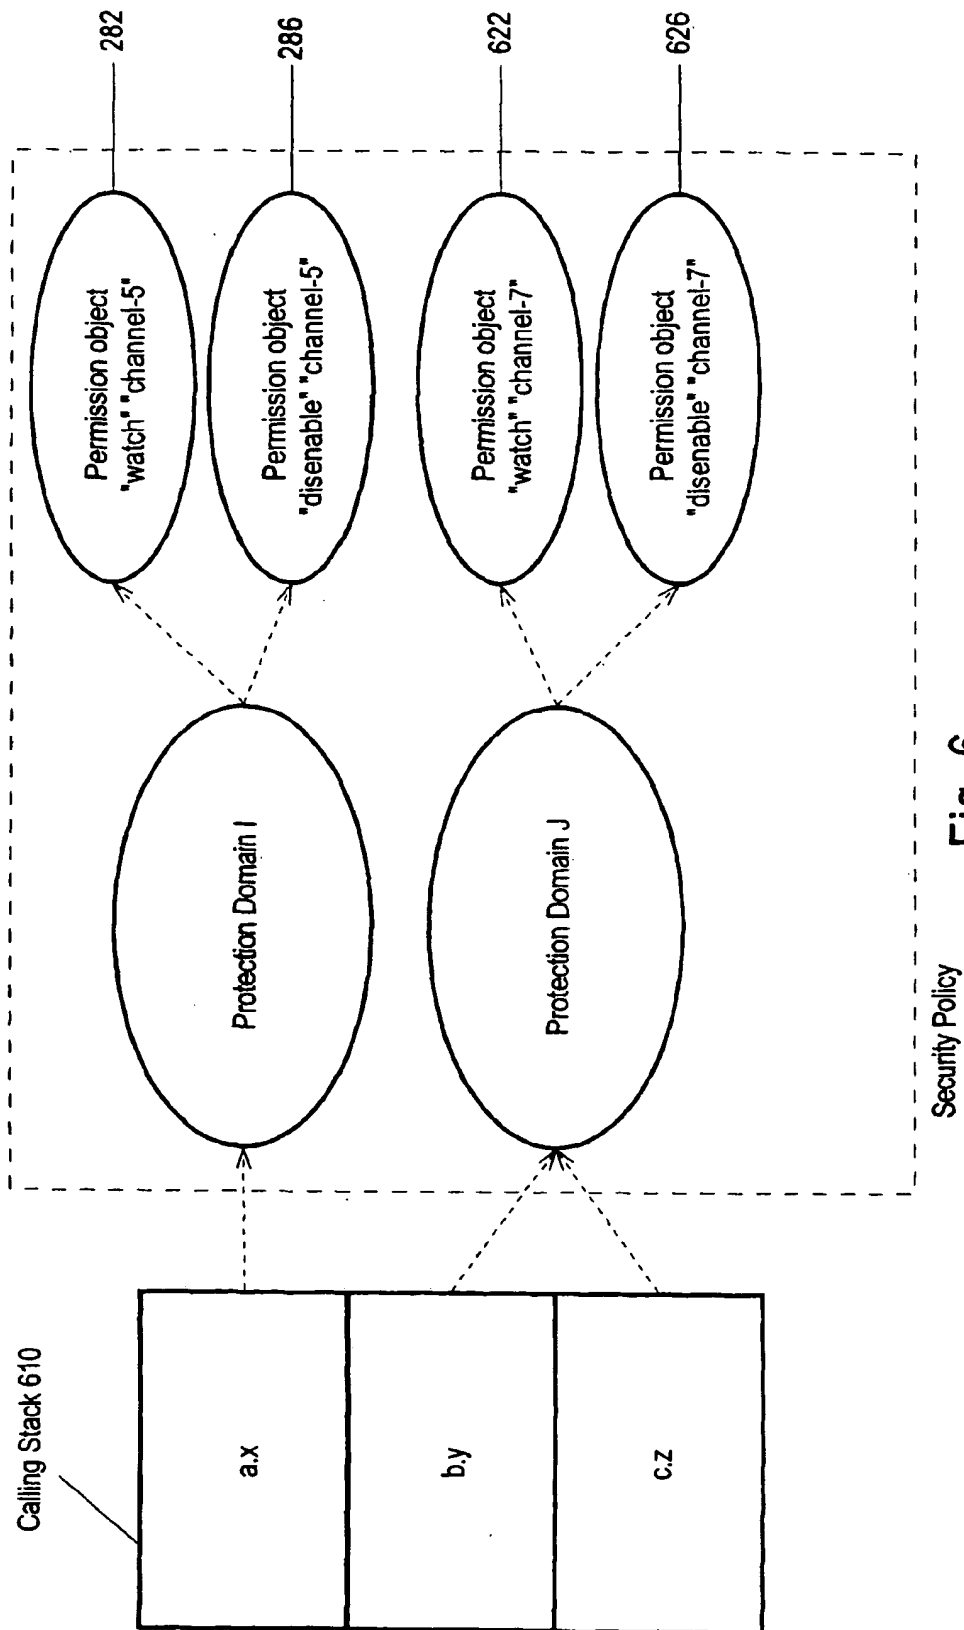 Calling Stack 610
a.x
b.y
c.z
Protection Domain I
Protection Domain J
Permission object
"watch" "channel-5"
282
Permission object
"disenable" "channel-5"
286
Permission object
"watch" "channel-7"
622
Permission object
"disenable" "channel-7"
626
Security Policy
Fig. 6